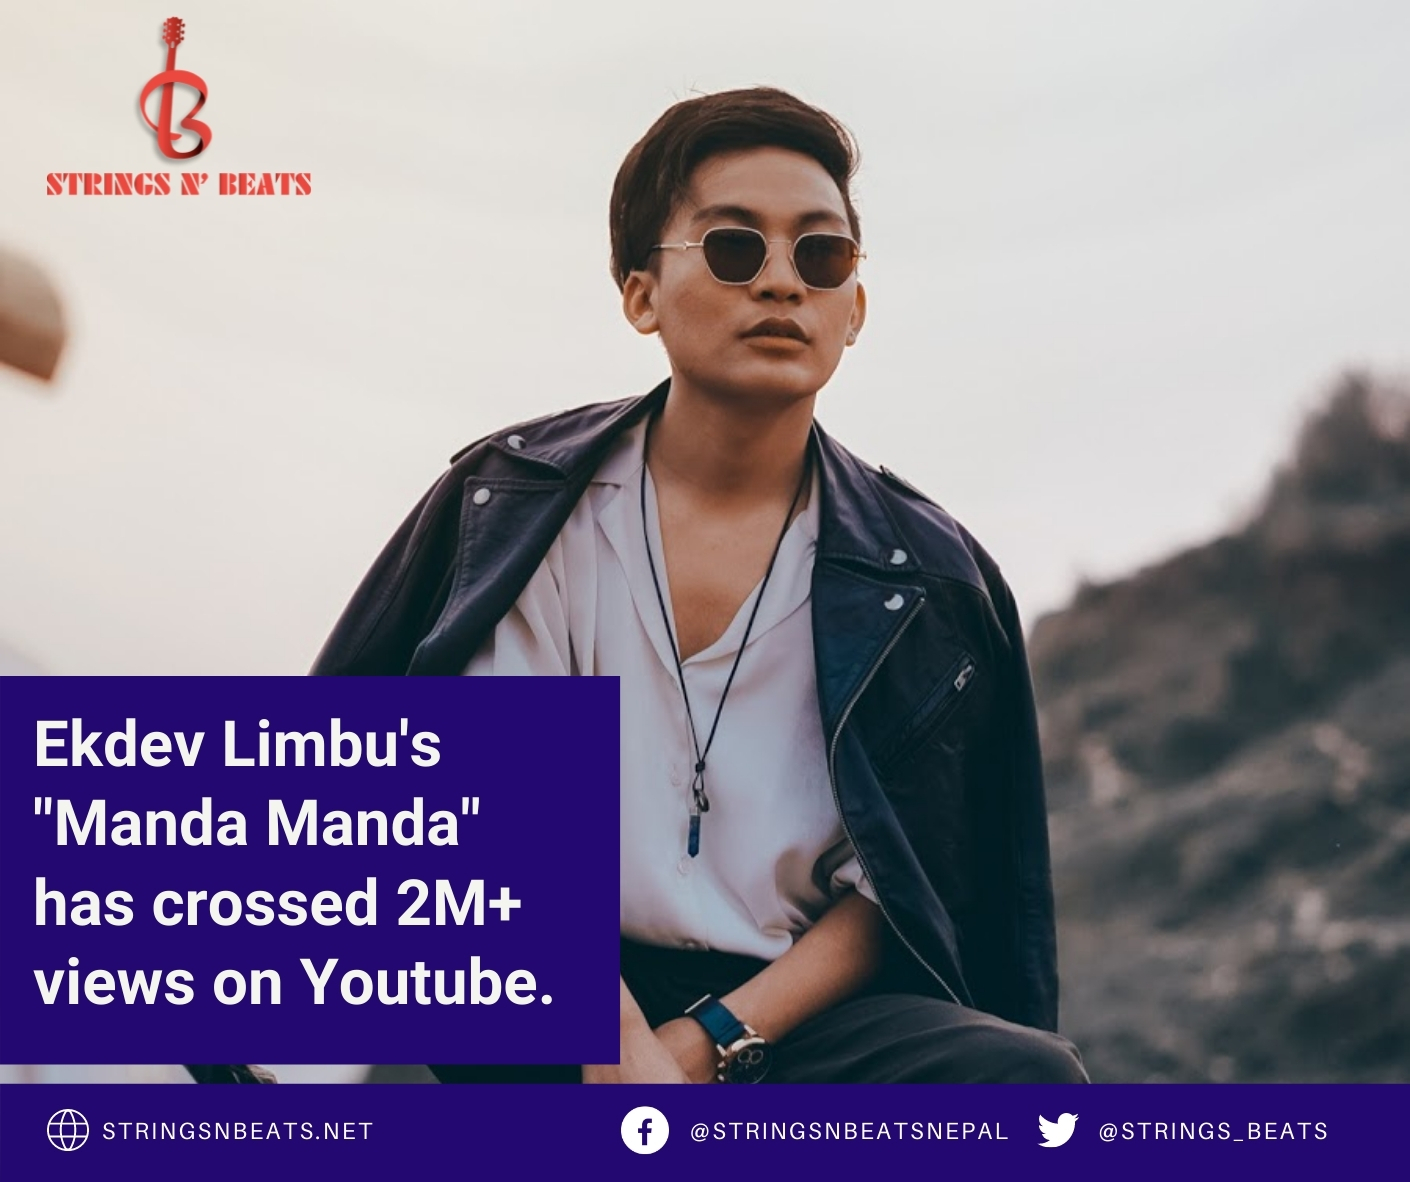 STRINGS N' BEATS
Ekdev Limbu's
"Manda Manda"
has crossed 2M+
views on Youtube.
STRINGSNBEATS.NET
@STRINGSNBEATSNEPAL
@STRINGS_BEATS